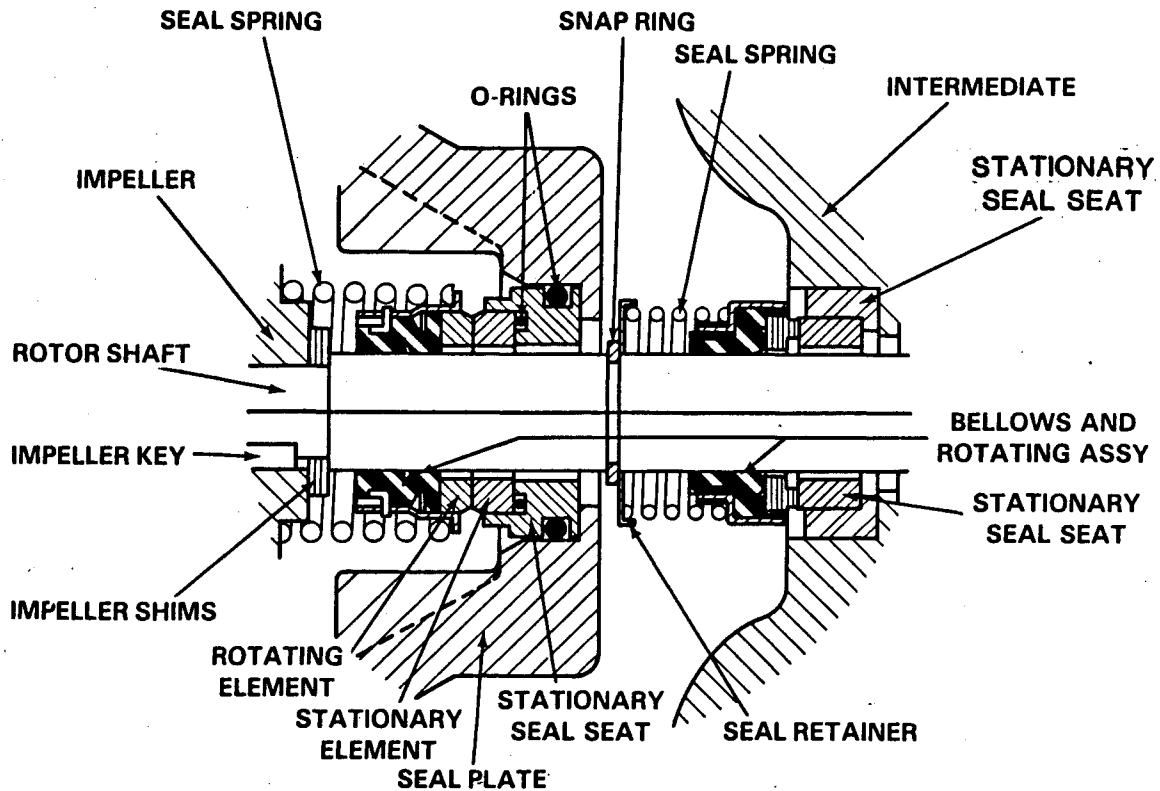 SEAL SPRING
SNAP RING
SEAL SPRING
O-RINGS
INTERMEDIATE
IMPELLER
STATIONARY
SEAL SEAT
ROTOR SHAFT
IMPELLER KEY
BELLOWS AND
ROTATING ASSY
STATIONARY
SEAL SEAT
IMPELLER SHIMS
ROTATING
ELEMENT
STATIONARY
ELEMENT
STATIONARY
SEAL SEAT
SEAL RETAINER
SEAL PLATE